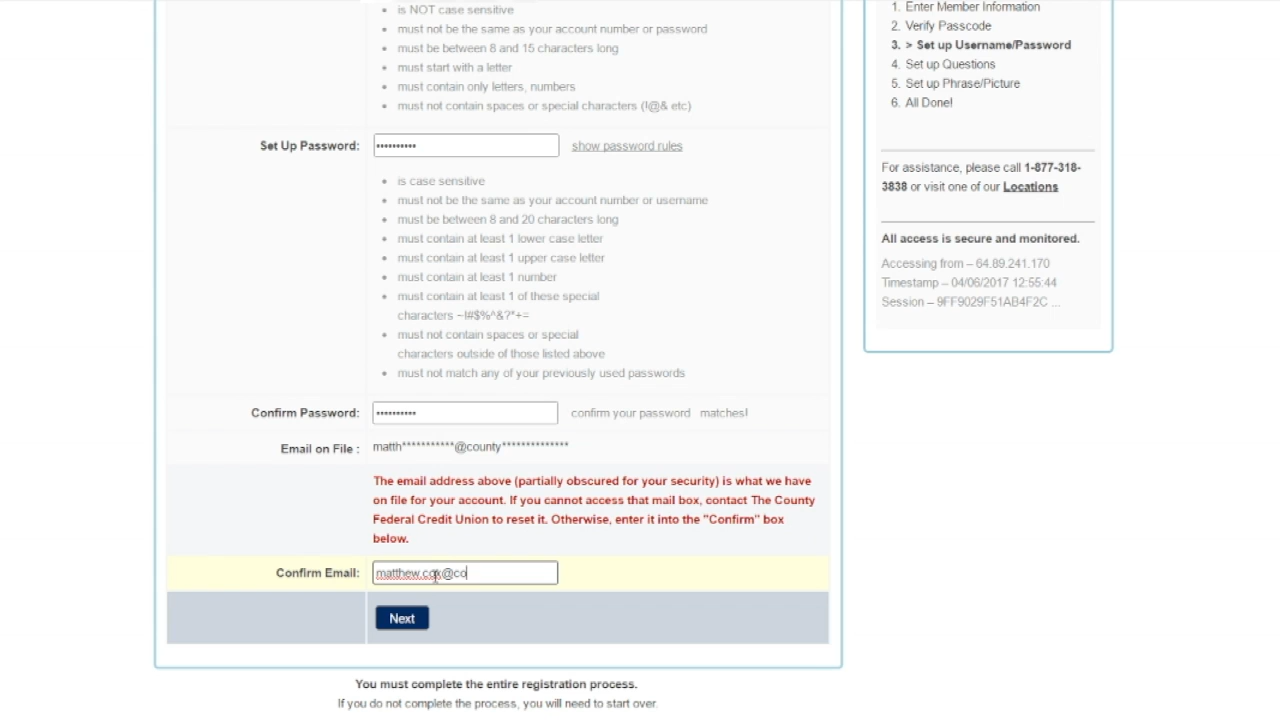 is NOT case sensitive
must not be the same as your account number or password
must be between 8 and 15 characters long
must start with a letter
must contain only letters, numbers
must not contain spaces or special characters (!@& etc)
Set Up Password: •••••••••• show password rules
is case sensitive
must not be the same as your account number or username
must be between 8 and 20 characters long
must contain at least 1 lower case letter
must contain at least 1 upper case letter
must contain at least 1 number
must contain at least 1 of these special
characters ~!#$%^&?*+=
must not contain spaces or special
characters outside of those listed above
must not match any of your previously used passwords
Confirm Password: •••••••••• confirm your password matches!
Email on File : matth***********@county**************
The email address above (partially obscured for your security) is what we have
on file for your account. If you cannot access that mail box, contact The County
Federal Credit Union to reset it. Otherwise, enter it into the "Confirm" box
below.
Confirm Email: matthew.cox@co
Next
You must complete the entire registration process.
If you do not complete the process, you will need to start over.
1. Enter Member Information
2. Verify Passcode
3. > Set up Username/Password
4. Set up Questions
5. Set up Phrase/Picture
6. All Done!
For assistance, please call 1-877-318-
3838 or visit one of our Locations
All access is secure and monitored.
Accessing from – 64.89.241.170
Timestamp – 04/06/2017 12:55:44
Session – 9FF9029F51AB4F2C ...